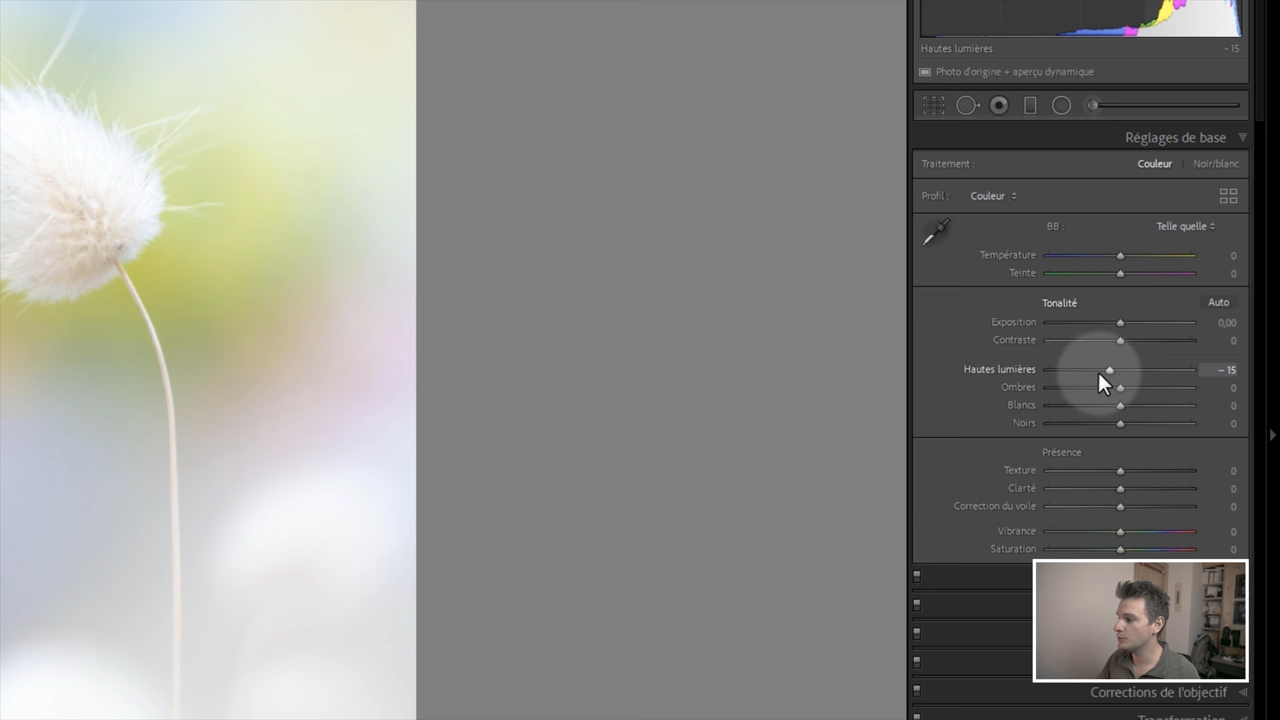 Hautes lumières - 15
Photo d'origine + aperçu dynamique
Réglages de base
Traitement : Couleur Noir/blanc
Profil : Couleur
BB : Telle quelle
Température 0
Teinte 0
Tonalité Auto
Exposition 0,00
Contraste 0
Hautes lumières - 15
Ombres 0
Blancs 0
Noirs 0
Présence
Texture 0
Clarté 0
Correction du voile 0
Vibrance 0
Saturation 0
Corrections de l'objectif
Transformation